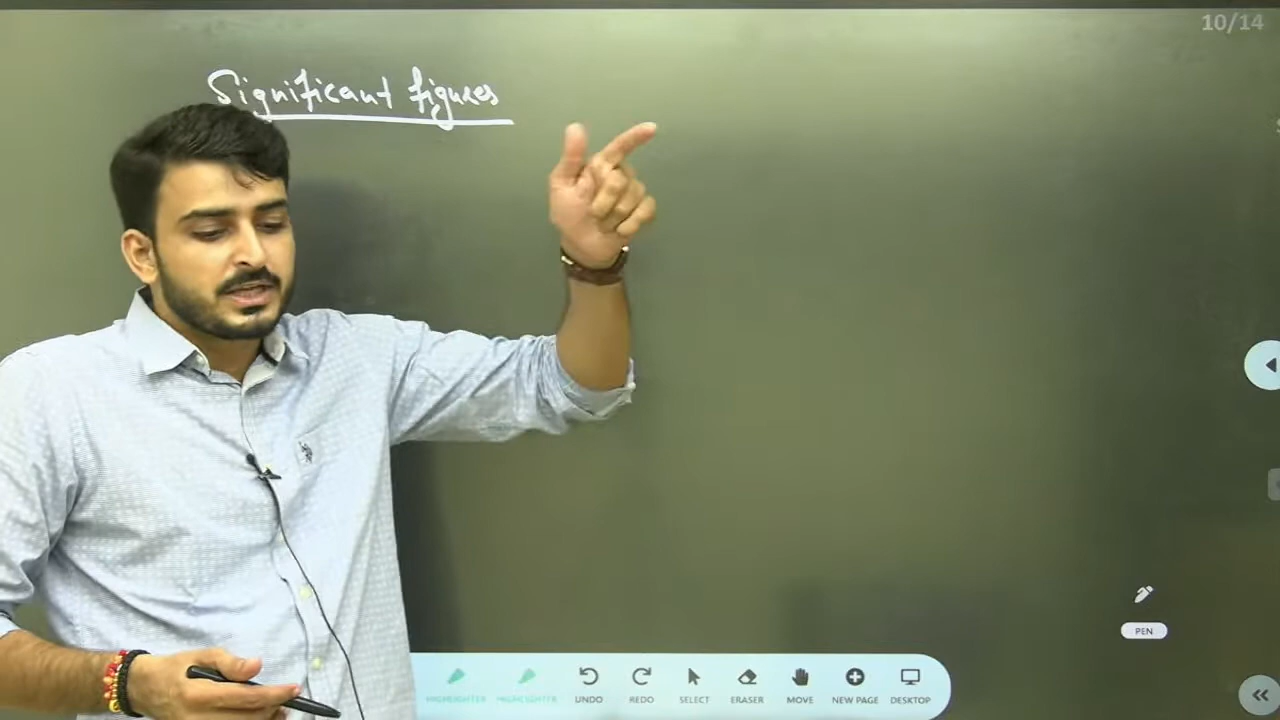 10/14
Significant figures
PEN
HIGHLIGHTER HIGHLIGHTER UNDO REDO SELECT ERASER MOVE NEW PAGE DESKTOP